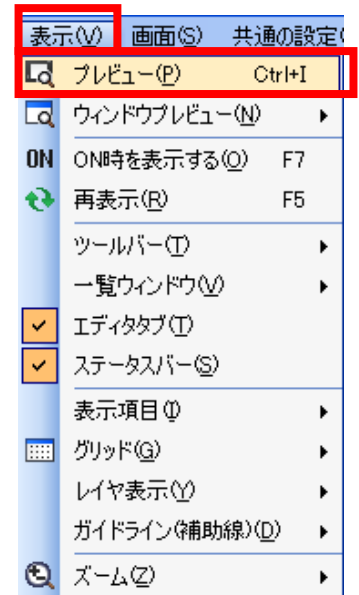 表示(V) 画面(S) 共通の設定(
プレビュー(P) Ctrl+I
ウィンドウプレビュー(N)
ON ON時を表示する(O) F7
再表示(R) F5
ツールバー(T)
一覧ウィンドウ(V)
エディタタブ(T)
ステータスバー(S)
表示項目(I)
グリッド(G)
レイヤ表示(Y)
ガイドライン(補助線)(D)
ズーム(Z)